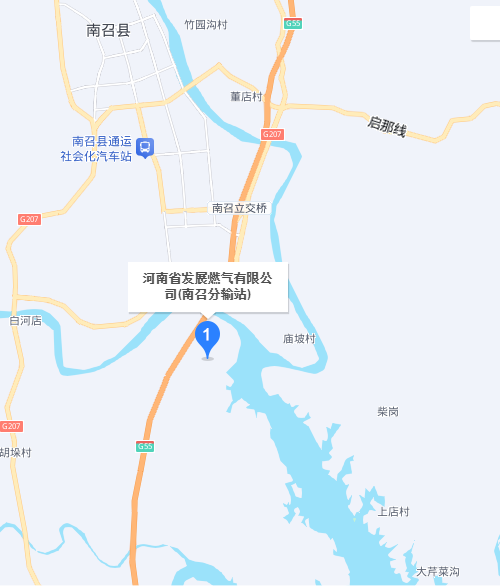 竹园沟村
G55
南召县
董店村
启那线
G207
南召县通运
社会化汽车站
南召立交桥
G207
河南省发展燃气有限公
司(南召分输站)
白河店
1
庙坡村
柴岗
G207
G55
胡垛村
上店村
大芹菜沟